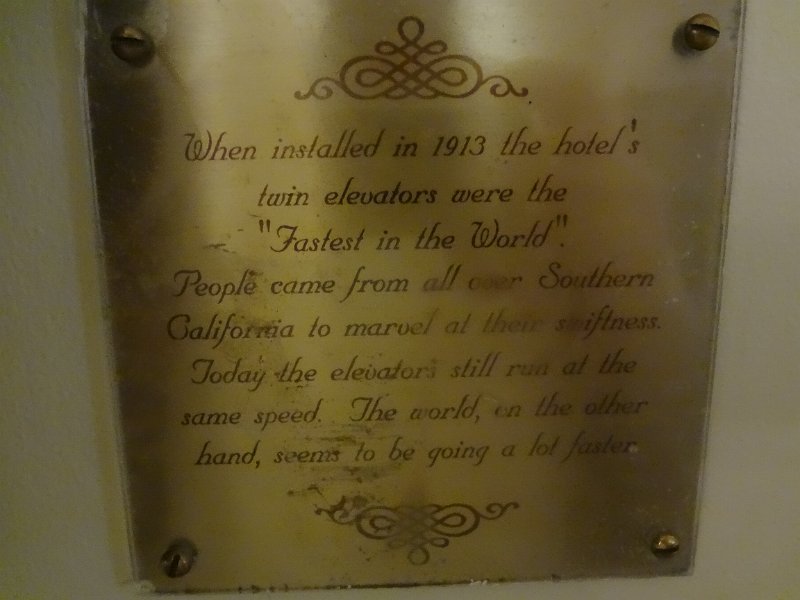 When installed in 1913 the hotel's
twin elevators were the
"Fastest in the World".
People came from all over Southern
California to marvel at their swiftness.
Today the elevators still run at the
same speed. The world, on the other
hand, seems to be going a lot faster.